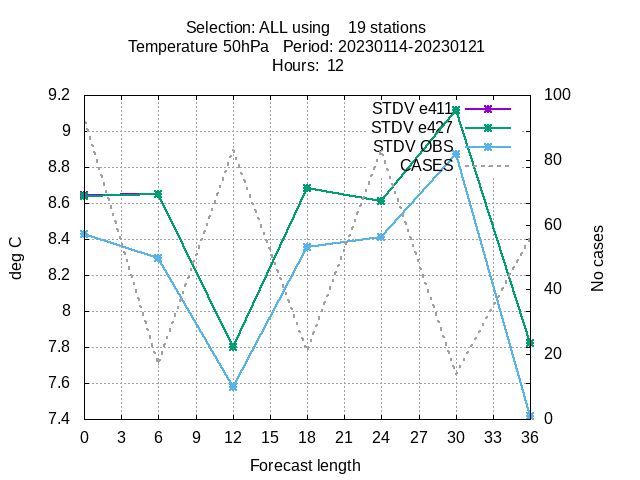 Selection: ALL using    19 stations
Temperature 50hPa   Period: 20230114-20230121
Hours:  12
9.2
9
8.8
8.6
8.4
8.2
8
7.8
7.6
7.4
deg C
STDV e411
STDV e427
STDV OBS
CASES
100
80
60
40
20
0
No cases
0 3 6 9 12 15 18 21 24 27 30 33 36
Forecast length